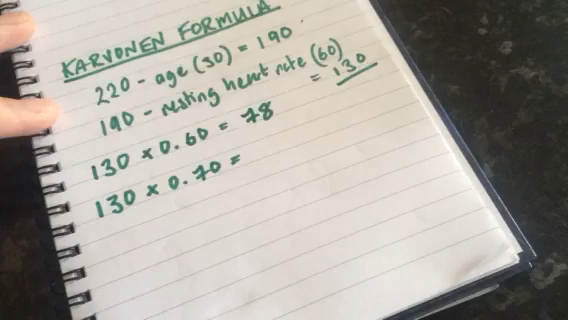 KARVONEN FORMULA
220 - age (30) = 190.
190 - resting heart rate (60)
= 130
130 x 0.60 = 78
130 x 0.70 =